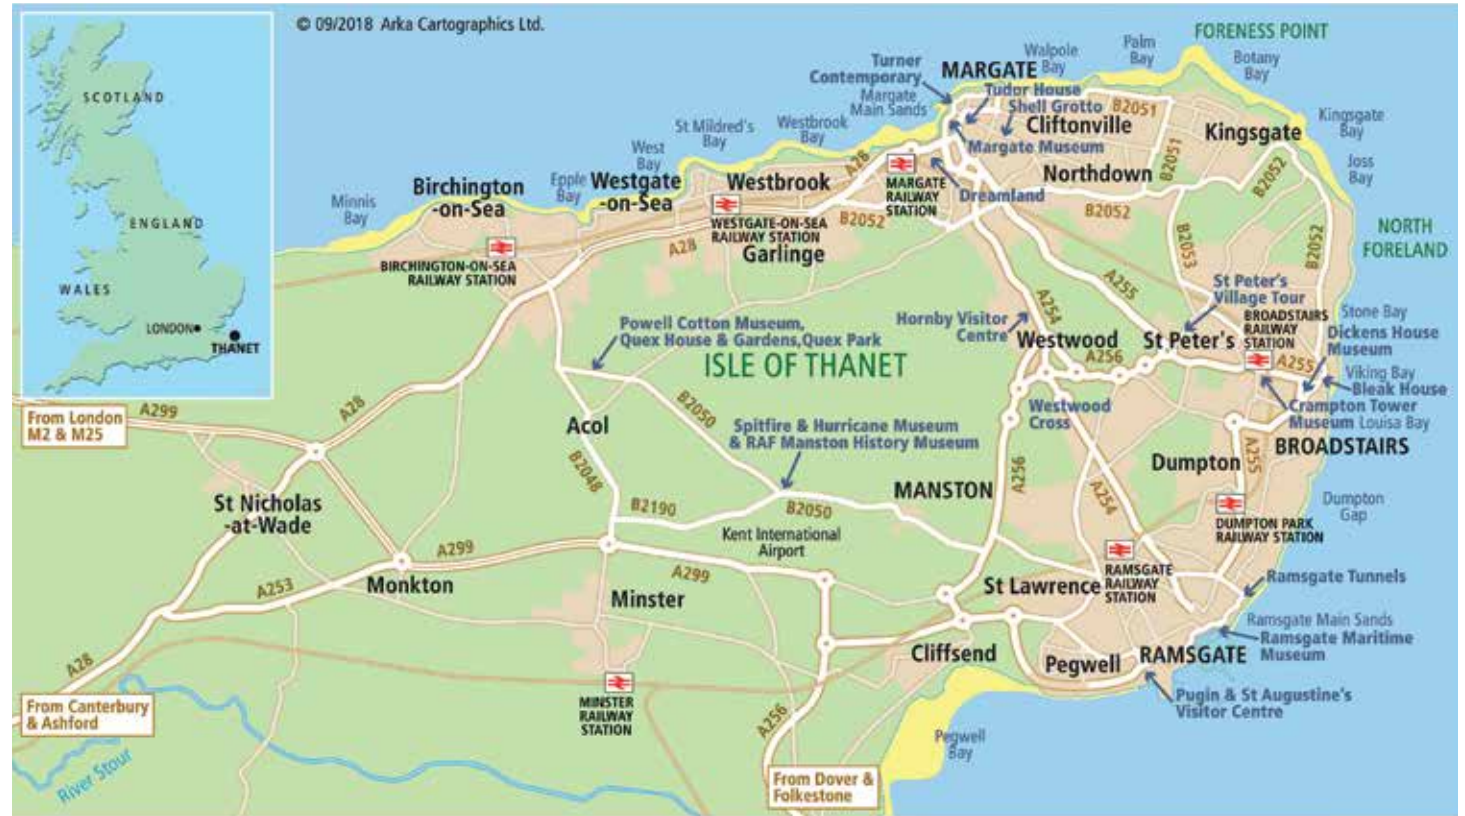 © 09/2018 Arka Cartographics Ltd.
SCOTLAND
ENGLAND
WALES
LONDON
THANET
FORENESS POINT
Turner
Contemporary
MARGATE
Walpole
Bay
Palm
Bay
Botany
Bay
Margate
Main Sands
Tudor House
Shell Grotto
B2051
Cliftonville
Kingsgate
Kingsgate
Bay
St Mildred's
Bay
Westbrook
Bay
Margate Museum
West
Bay
A28
B2051
B2052
Joss
Bay
Minnis
Bay
Birchington
-on-Sea
Epple
Bay
Westgate
-on-Sea
Westbrook
MARGATE
RAILWAY
STATION
Northdown
Dreamland
B2052
B2052
WESTGATE-ON-SEA
RAILWAY STATION
A28
Garlinge
B2053
B2052
NORTH
FORELAND
BIRCHINGTON-ON-SEA
RAILWAY STATION
A255
A254
St Peter's
Village Tour
Powell Cotton Museum,
Quex House & Gardens,Quex Park
Hornby Visitor
Centre
BROADSTAIRS
RAILWAY
STATION
Stone Bay
Dickens House
Museum
ISLE OF THANET
Westwood
St Peter's
A256
A255
Viking Bay
Bleak House
From London
M2 & M25
A299
A28
B2050
Westwood
Cross
Crampton Tower
Museum
Louisa Bay
Acol
Spitfire & Hurricane Museum
& RAF Manston History Museum
BROADSTAIRS
B2048
A256
Dumpton
A255
St Nicholas
-at-Wade
MANSTON
A254
Dumpton
Gap
B2190
B2050
DUMPTON PARK
RAILWAY STATION
Kent International
Airport
A299
A299
RAMSGATE
RAILWAY
STATION
Ramsgate Tunnels
A253
Monkton
Minster
St Lawrence
Ramsgate Main Sands
Ramsgate Maritime
Museum
A28
Cliffsend
Pegwell
RAMSGATE
From Canterbury
& Ashford
MINSTER
RAILWAY
STATION
A256
Pugin & St Augustine's
Visitor Centre
Pegwell
Bay
River Stour
From Dover &
Folkestone